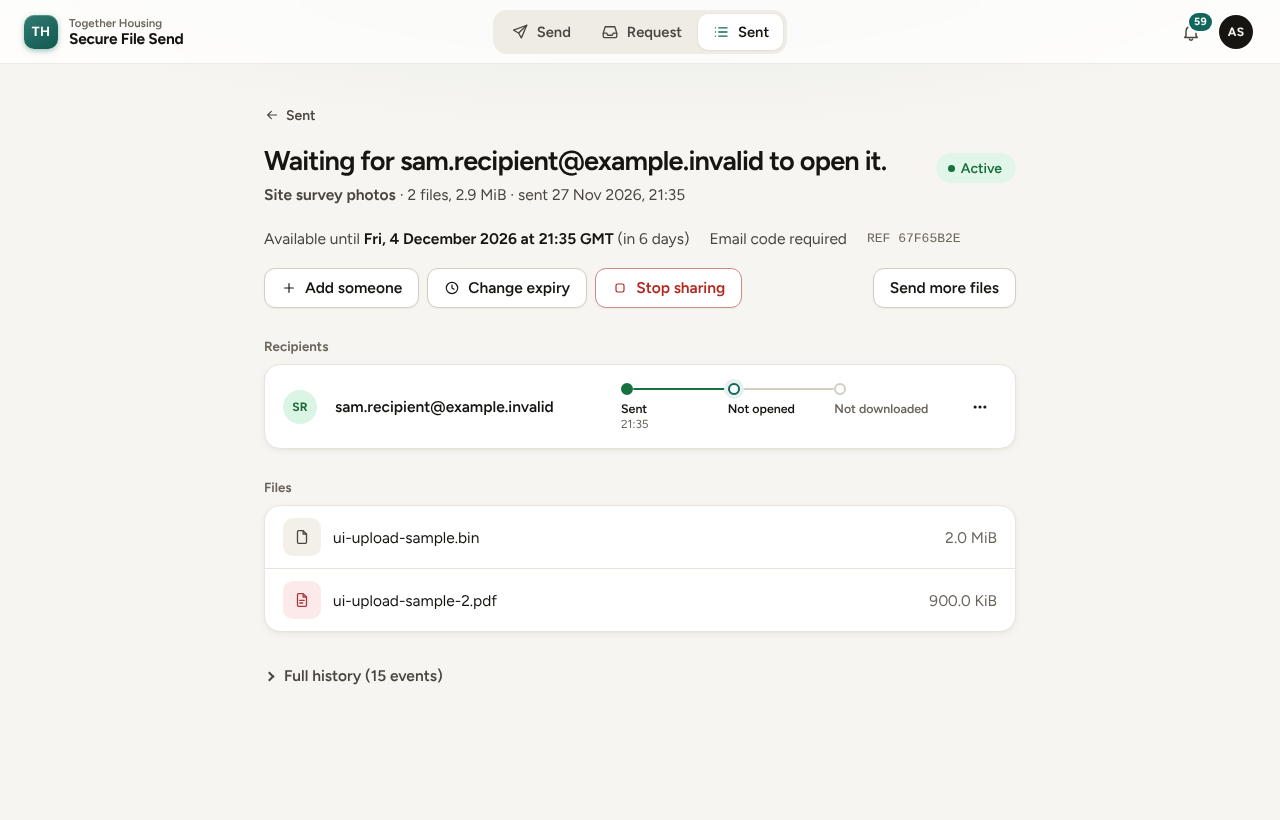 TH
Together Housing
Secure File Send
Send
Request
Sent
59
AS
Sent
Waiting for sam.recipient@example.invalid to open it.
Active
Site survey photos · 2 files, 2.9 MiB · sent 27 Nov 2026, 21:35
Available until Fri, 4 December 2026 at 21:35 GMT (in 6 days)
Email code required
REF 67F65B2E
Add someone
Change expiry
Stop sharing
Send more files
Recipients
SR
sam.recipient@example.invalid
Sent
21:35
Not opened
Not downloaded
Files
ui-upload-sample.bin
2.0 MiB
ui-upload-sample-2.pdf
900.0 KiB
Full history (15 events)